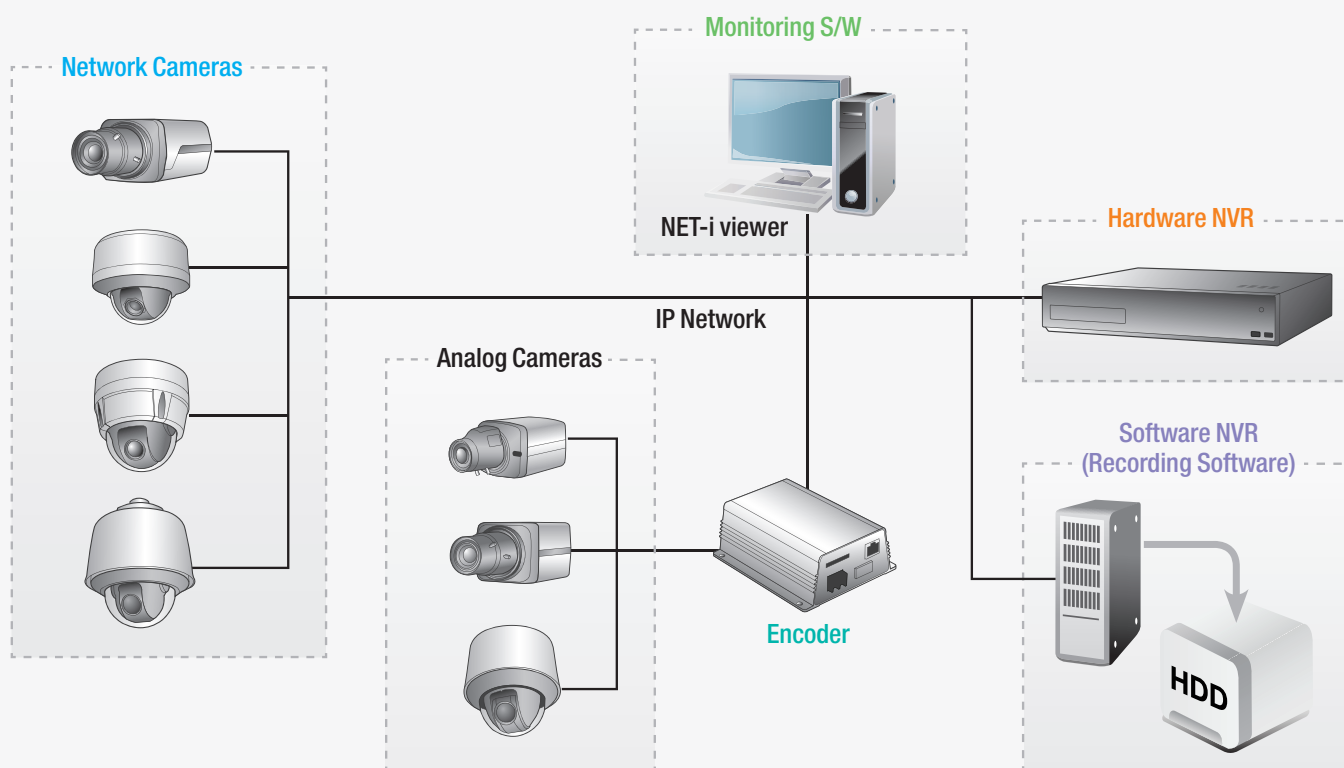 Monitoring S/W
Network Cameras
NET-i viewer
Hardware NVR
IP Network
Analog Cameras
Software NVR
(Recording Software)
Encoder
HDD